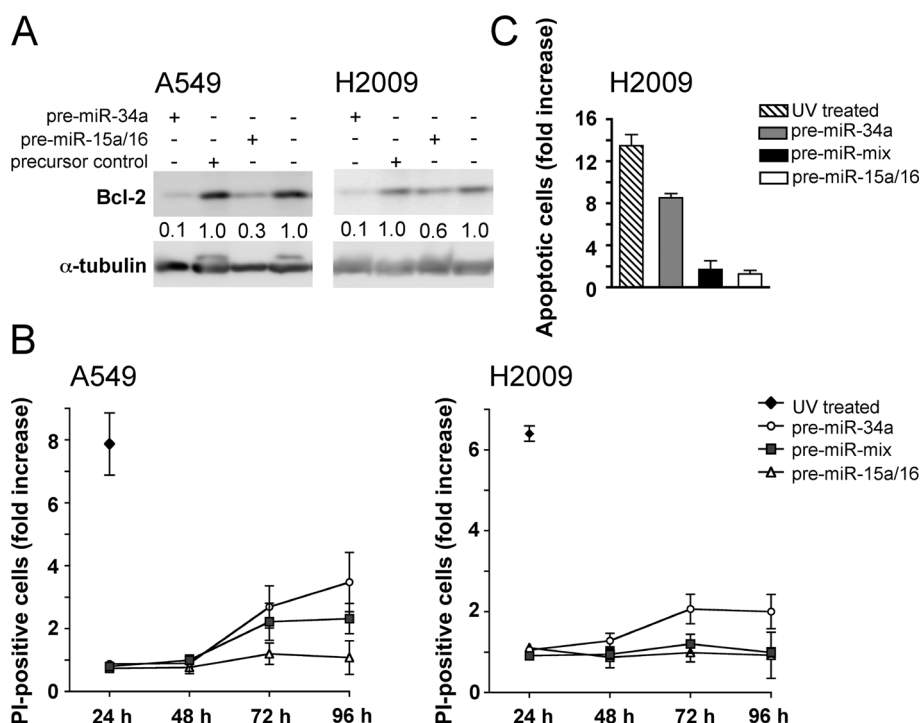 A
A549
H2009
pre-miR-34a + - - - + - - -
pre-miR-15a/16 - - + - - - + -
precursor control - + - - - + - -
Bcl-2
0.1 1.0 0.3 1.0 0.1 1.0 0.6 1.0
α-tubulin
C
H2009
Apoptotic cells (fold increase)
16
12
8
4
0
UV treated
pre-miR-34a
pre-miR-mix
pre-miR-15a/16
B
A549
PI-positive cells (fold increase)
8
6
4
2
0
24 h 48 h 72 h 96 h
H2009
PI-positive cells (fold increase)
6
4
2
0
24 h 48 h 72 h 96 h
UV treated
pre-miR-34a
pre-miR-mix
pre-miR-15a/16